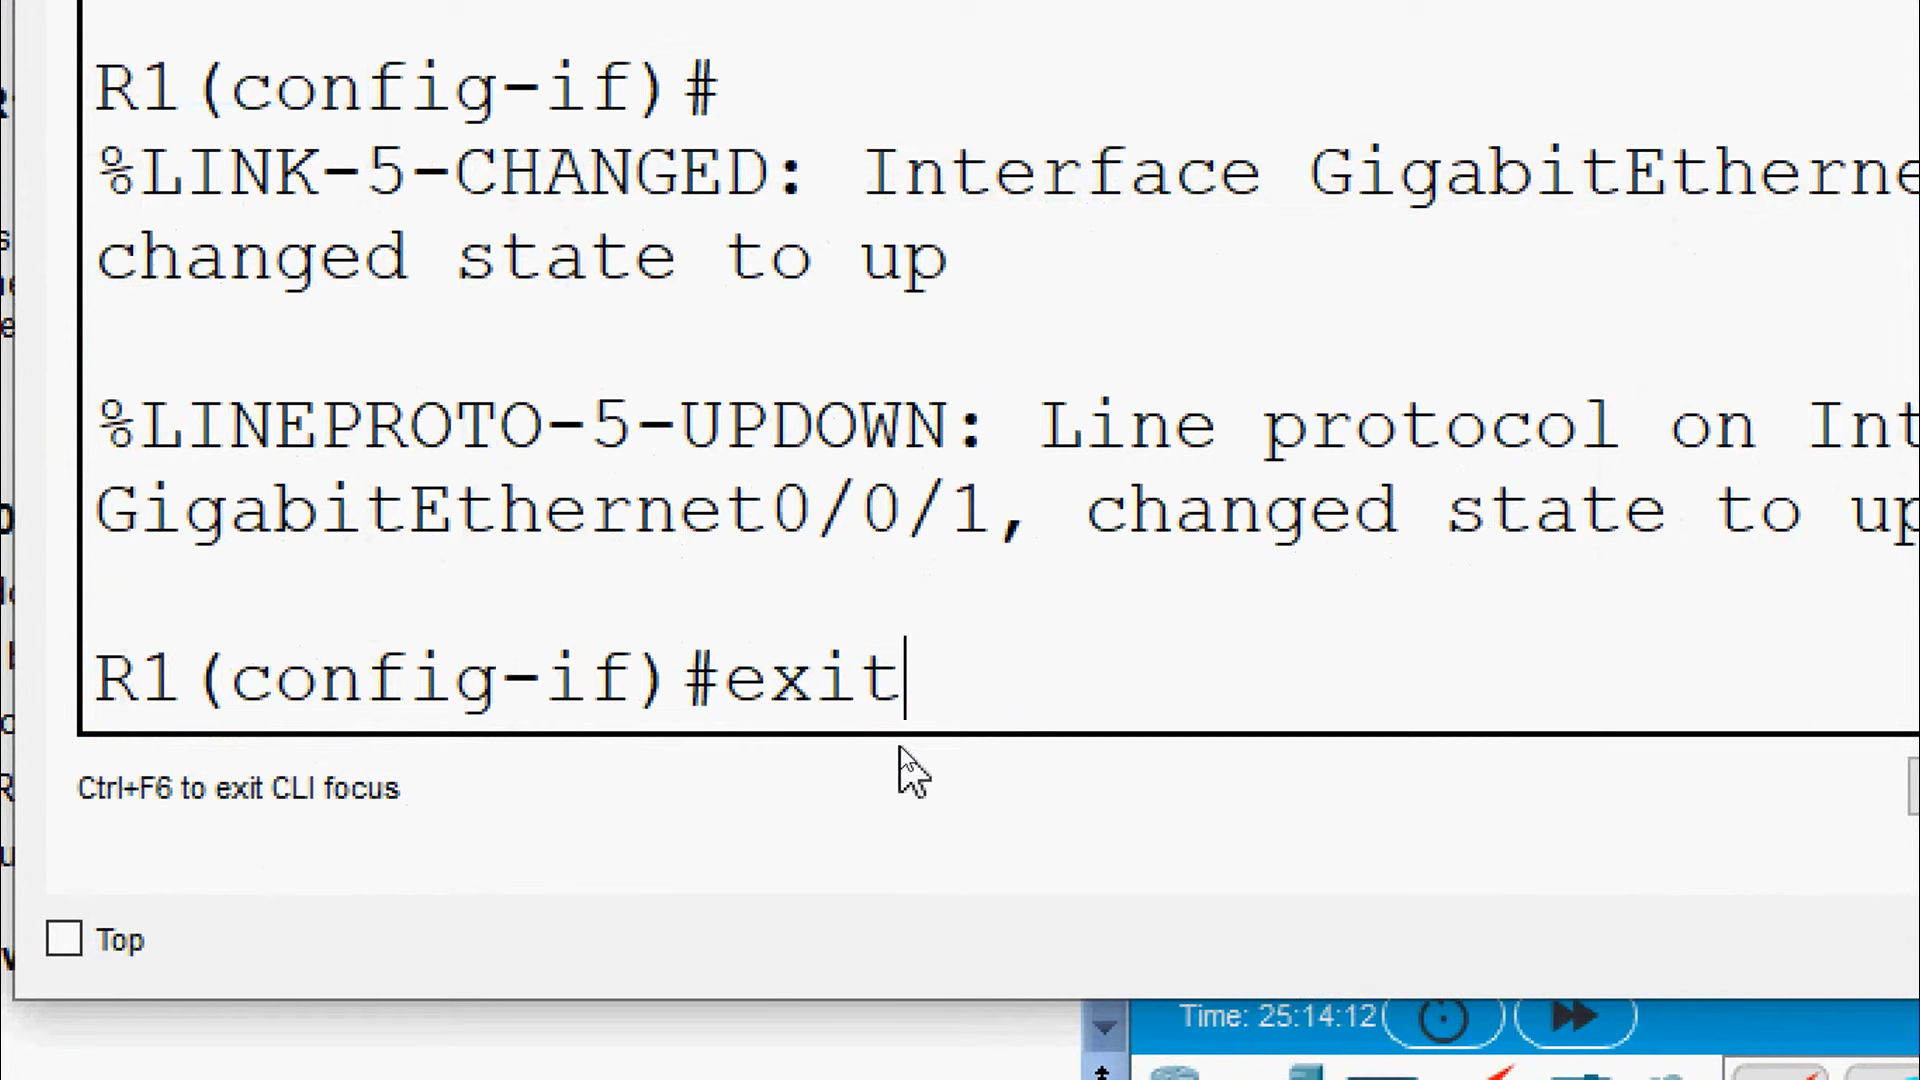 R1(config-if)#
%LINK-5-CHANGED: Interface
changed state to up
%LINEPROTO-5-UPDOWN: Line protocol on
GigabitEthernet0/0/1, changed state to up
R1(config-if)#exit
Ctrl+F6 to exit CLI focus
Top
Time: 25:14:12